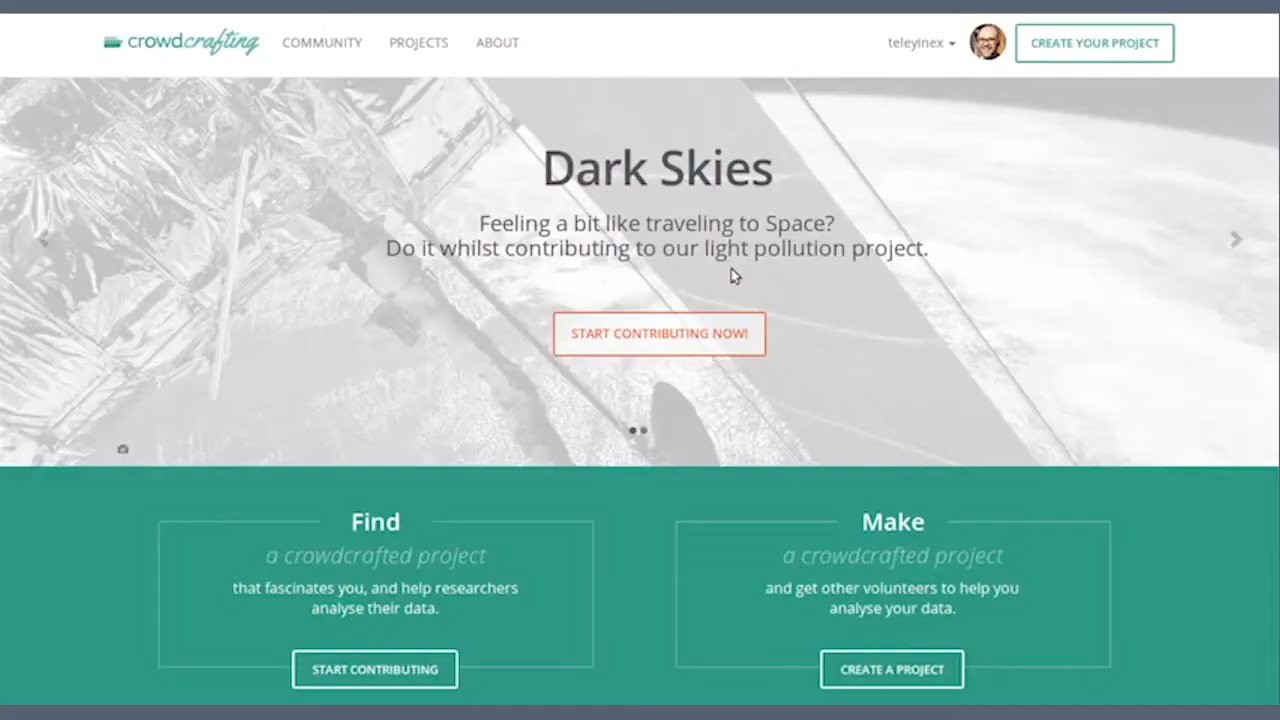 crowdcrafting COMMUNITY PROJECTS ABOUT teleyinex CREATE YOUR PROJECT
Dark Skies
Feeling a bit like traveling to Space?
Do it whilst contributing to our light pollution project.
START CONTRIBUTING NOW!
Find
a crowdcrafted project
that fascinates you, and help researchers
analyse their data.
START CONTRIBUTING
Make
a crowdcrafted project
and get other volunteers to help you
analyse your data.
CREATE A PROJECT